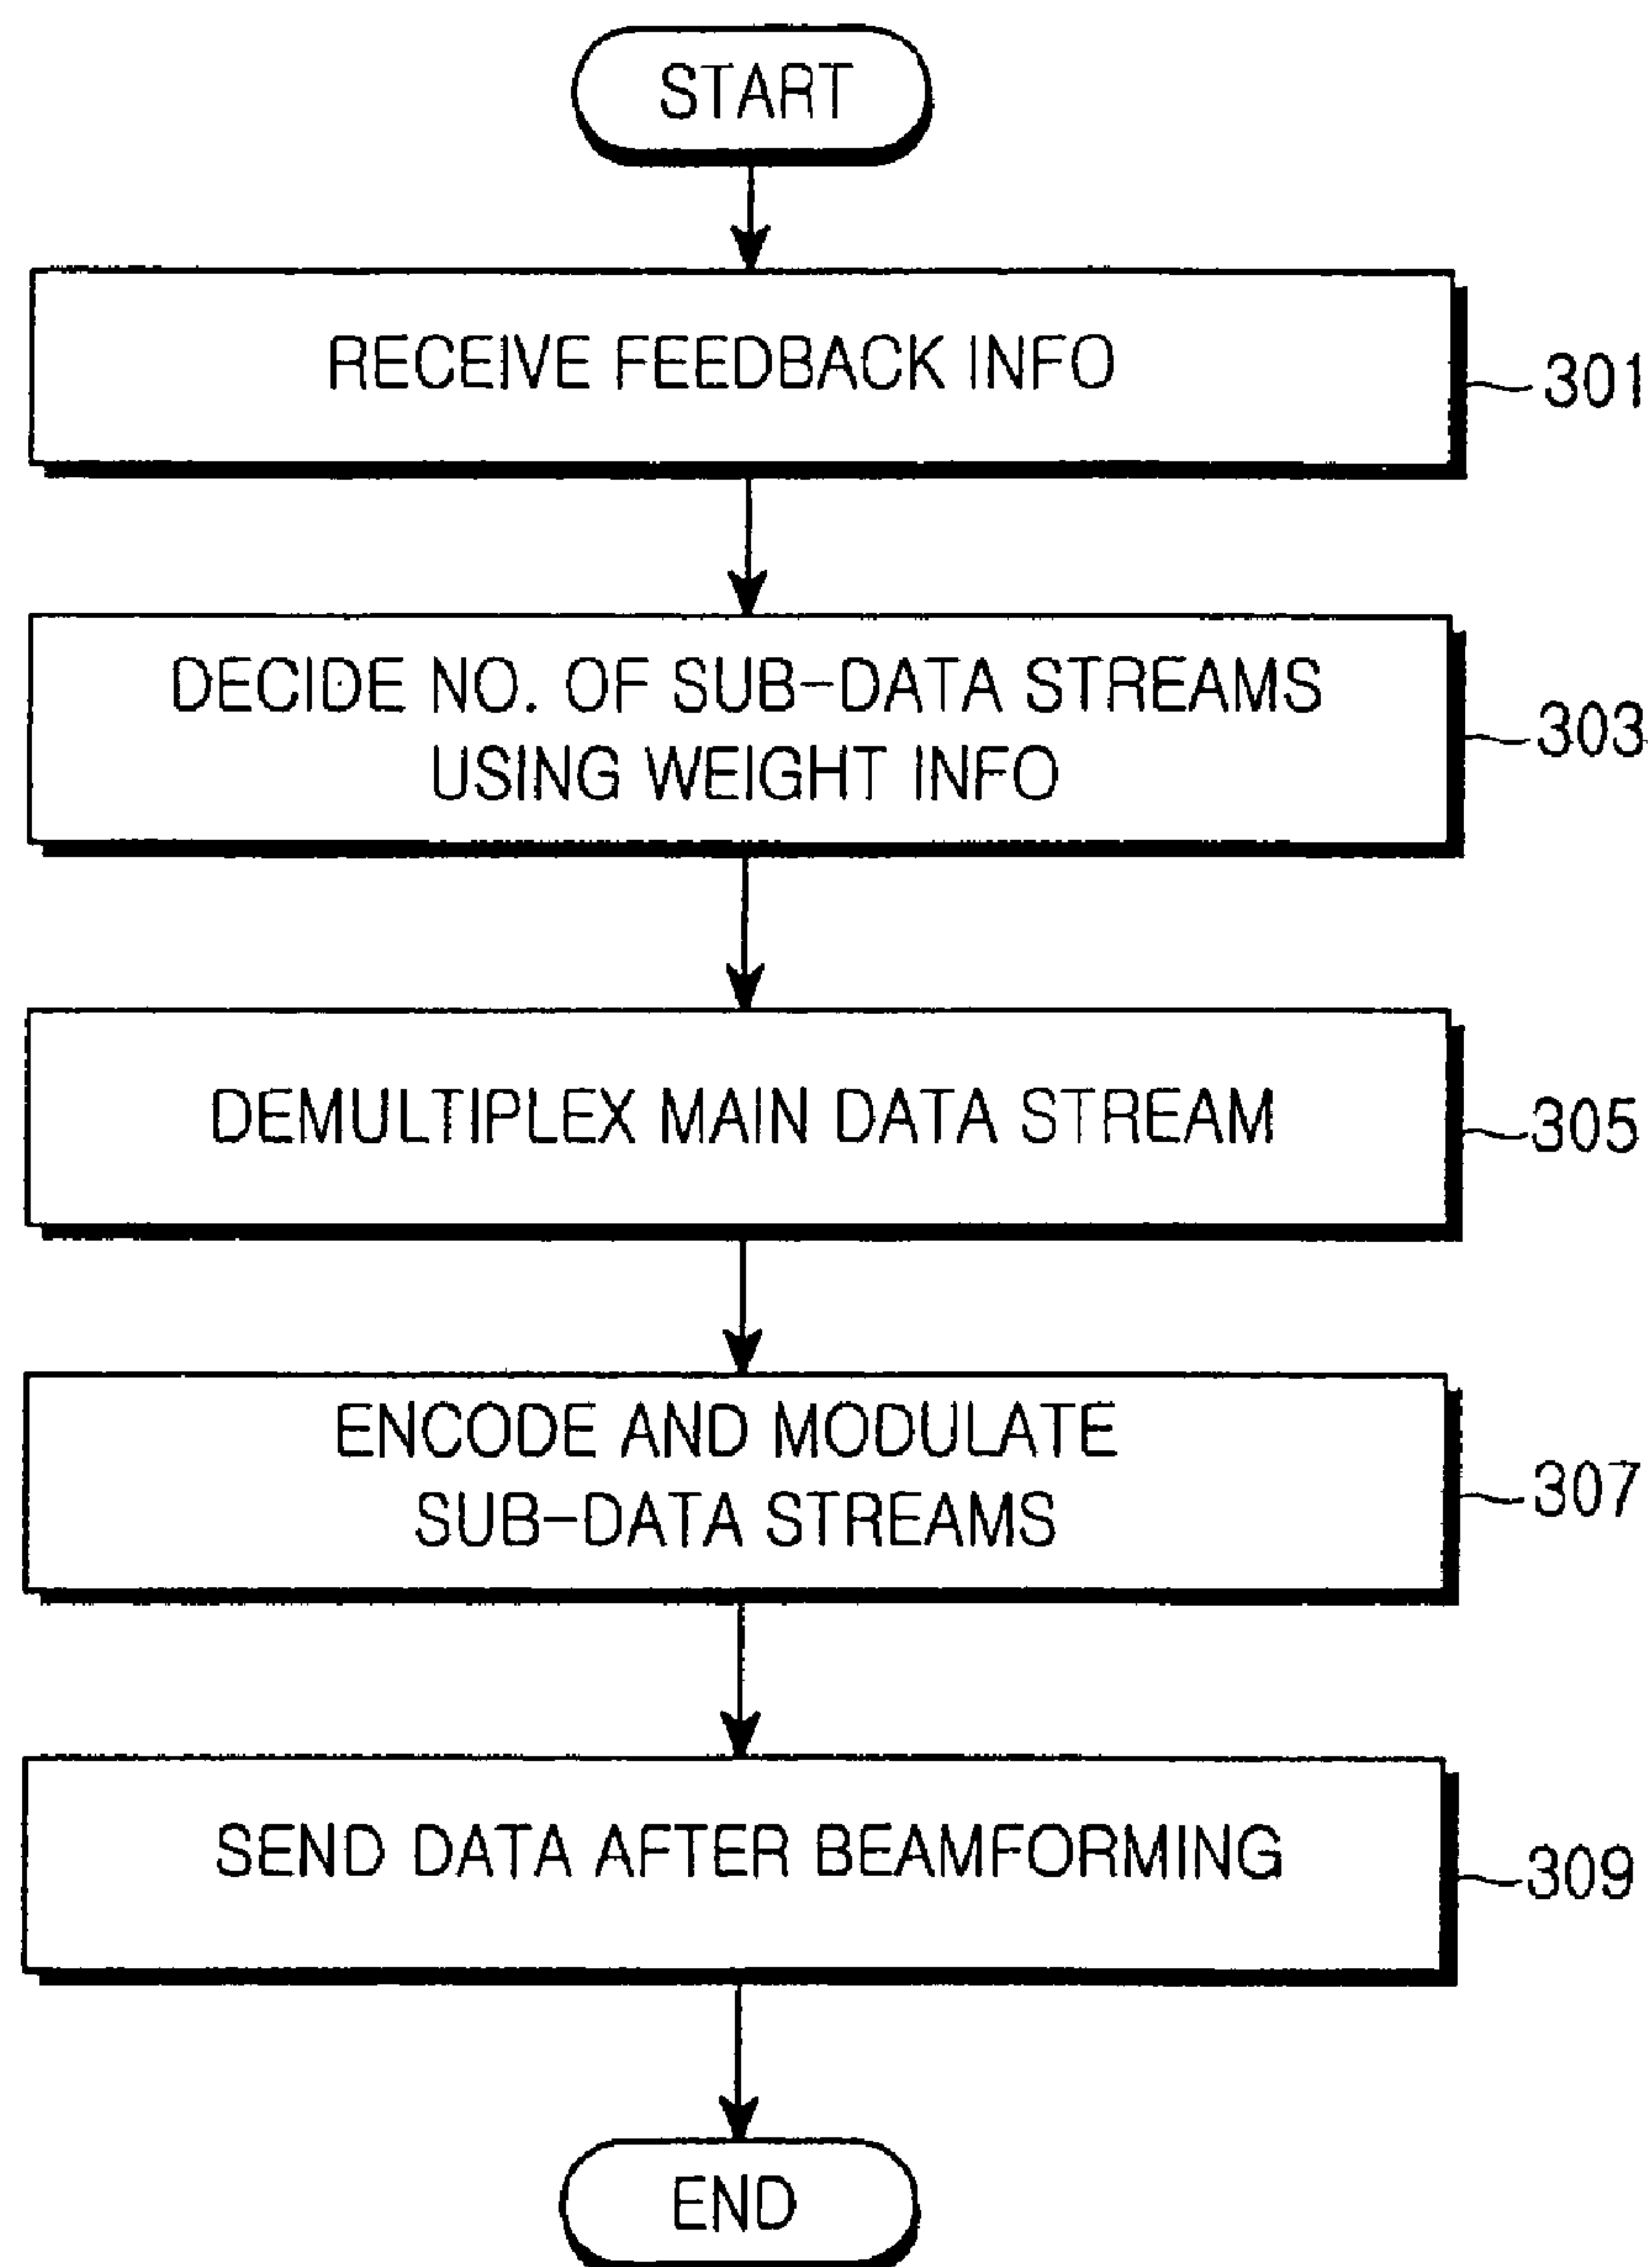 START
RECEIVE FEEDBACK INFO
301
DECIDE NO. OF SUB-DATA STREAMS
USING WEIGHT INFO
303
DEMULTIPLEX MAIN DATA STREAM
305
ENCODE AND MODULATE
SUB-DATA STREAMS
307
SEND DATA AFTER BEAMFORMING
309
END